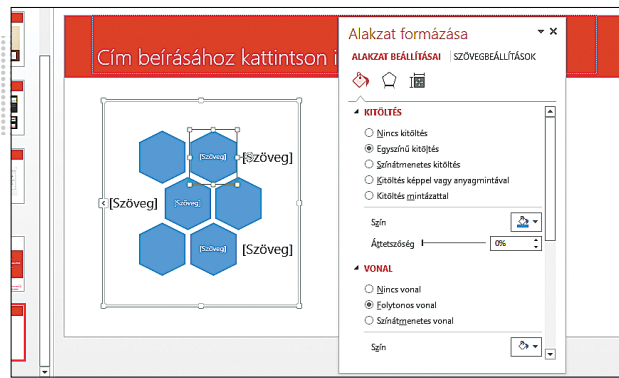 Cím beírásához kattintson i
[Szöveg]
[Szöveg]
[Szöveg]
[Szöveg]
[Szöveg]
[Szöveg]
Alakzat formázása
ALAKZAT BEÁLLÍTÁSAI
SZÖVEGBEÁLLÍTÁSOK
KITÖLTÉS
Nincs kitöltés
Egyszínű kitöltés
Színátmenetes kitöltés
Kitöltés képpel vagy anyagmintával
Kitöltés mintázattal
Szín
Áttetszőség
0%
VONAL
Nincs vonal
Folytonos vonal
Színátmenetes vonal
Szín